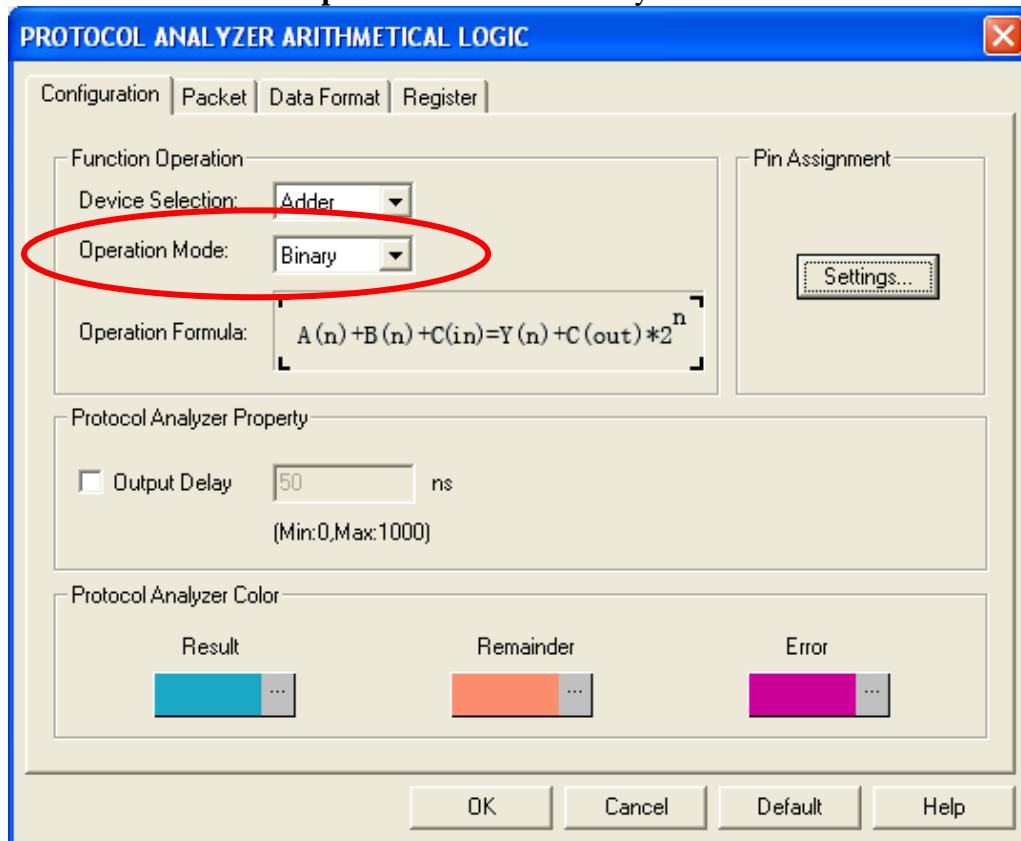 PROTOCOL ANALYZER ARITHMETICAL LOGIC
Configuration Packet Data Format Register
Function Operation
Device Selection: Adder
Operation Mode: Binary
Operation Formula: A(n)+B(n)+C(in)=Y(n)+C(out)*2^n
Pin Assignment
Settings...
Protocol Analyzer Property
Output Delay 50 ns
(Min:0,Max:1000)
Protocol Analyzer Color
Result Remainder Error
... ... ...
OK Cancel Default Help